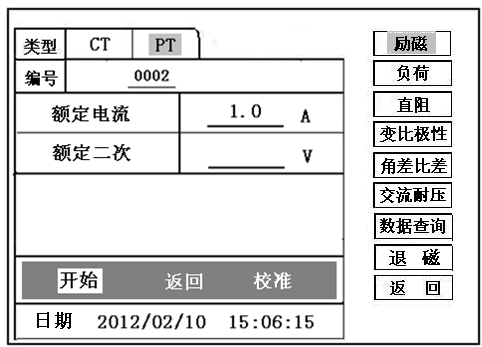 类型 CT PT
编号 0002
额定电流 1.0 A
额定二次 V
开始 返回 校准
日期 2012/02/10 15:06:15
励磁
负荷
直阻
变比极性
角差比差
交流耐压
数据查询
退 磁
返 回